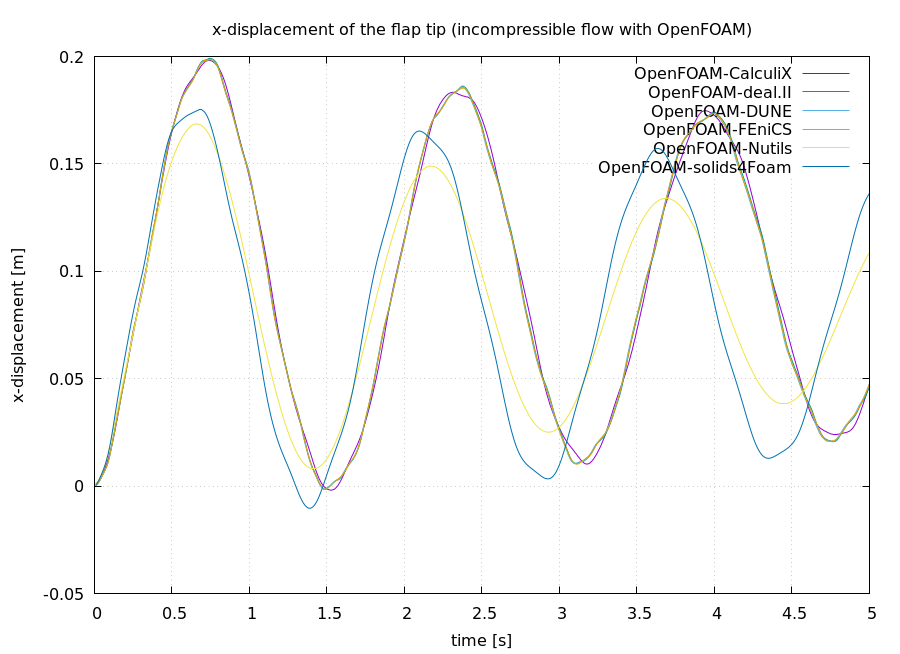 x-displacement of the flap tip (incompressible flow with OpenFOAM)
OpenFOAM-CalculiX
OpenFOAM-deal.II
OpenFOAM-DUNE
OpenFOAM-FEniCS
OpenFOAM-Nutils
OpenFOAM-solids4Foam
x-displacement [m]
0.2
0.15
0.1
0.05
0
-0.05
0 0.5 1 1.5 2 2.5 3 3.5 4 4.5 5
time [s]